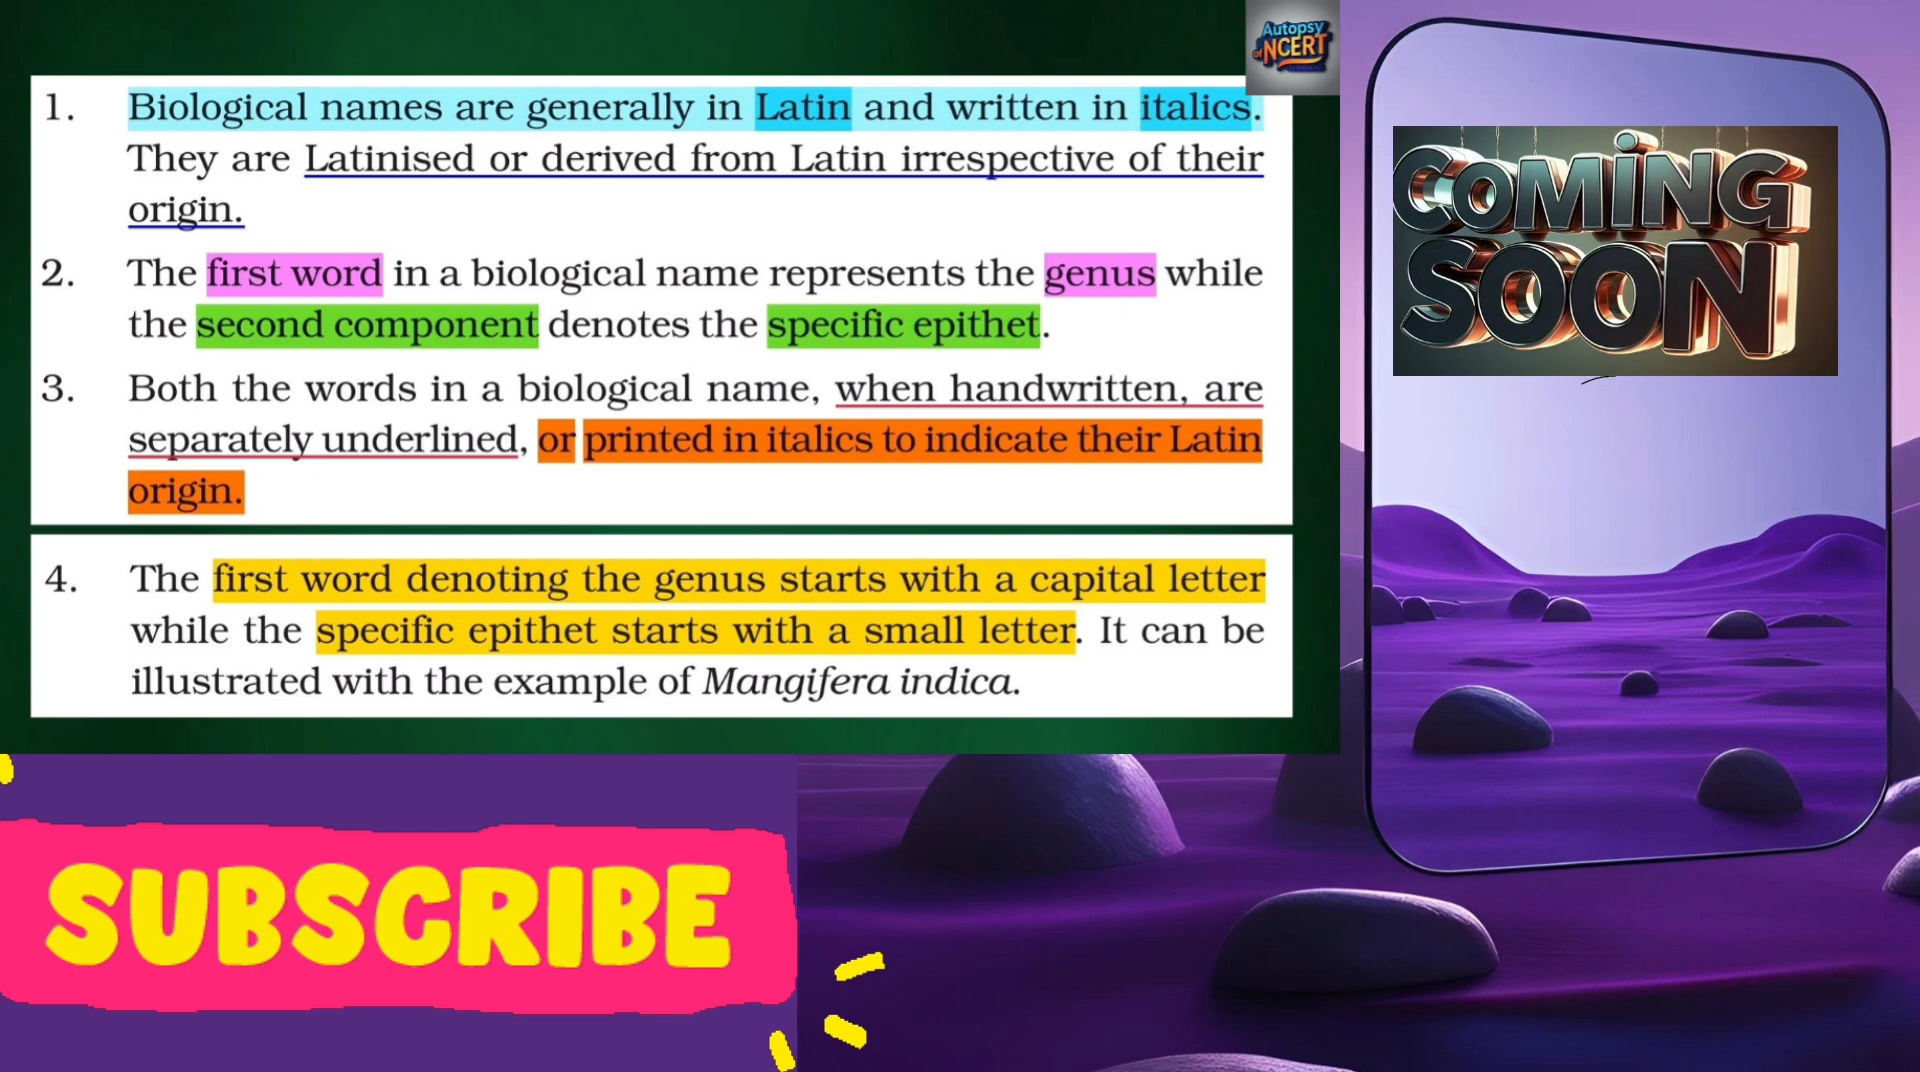 Autopsy
of NCERT
1. Biological names are generally in Latin and written in italics.
They are Latinised or derived from Latin irrespective of their
origin.
2. The first word in a biological name represents the genus while
the second component denotes the specific epithet.
3. Both the words in a biological name, when handwritten, are
separately underlined, or printed in italics to indicate their Latin
origin.
4. The first word denoting the genus starts with a capital letter
while the specific epithet starts with a small letter. It can be
illustrated with the example of Mangifera indica.
COMiNG
SOON
SUBSCRIBE